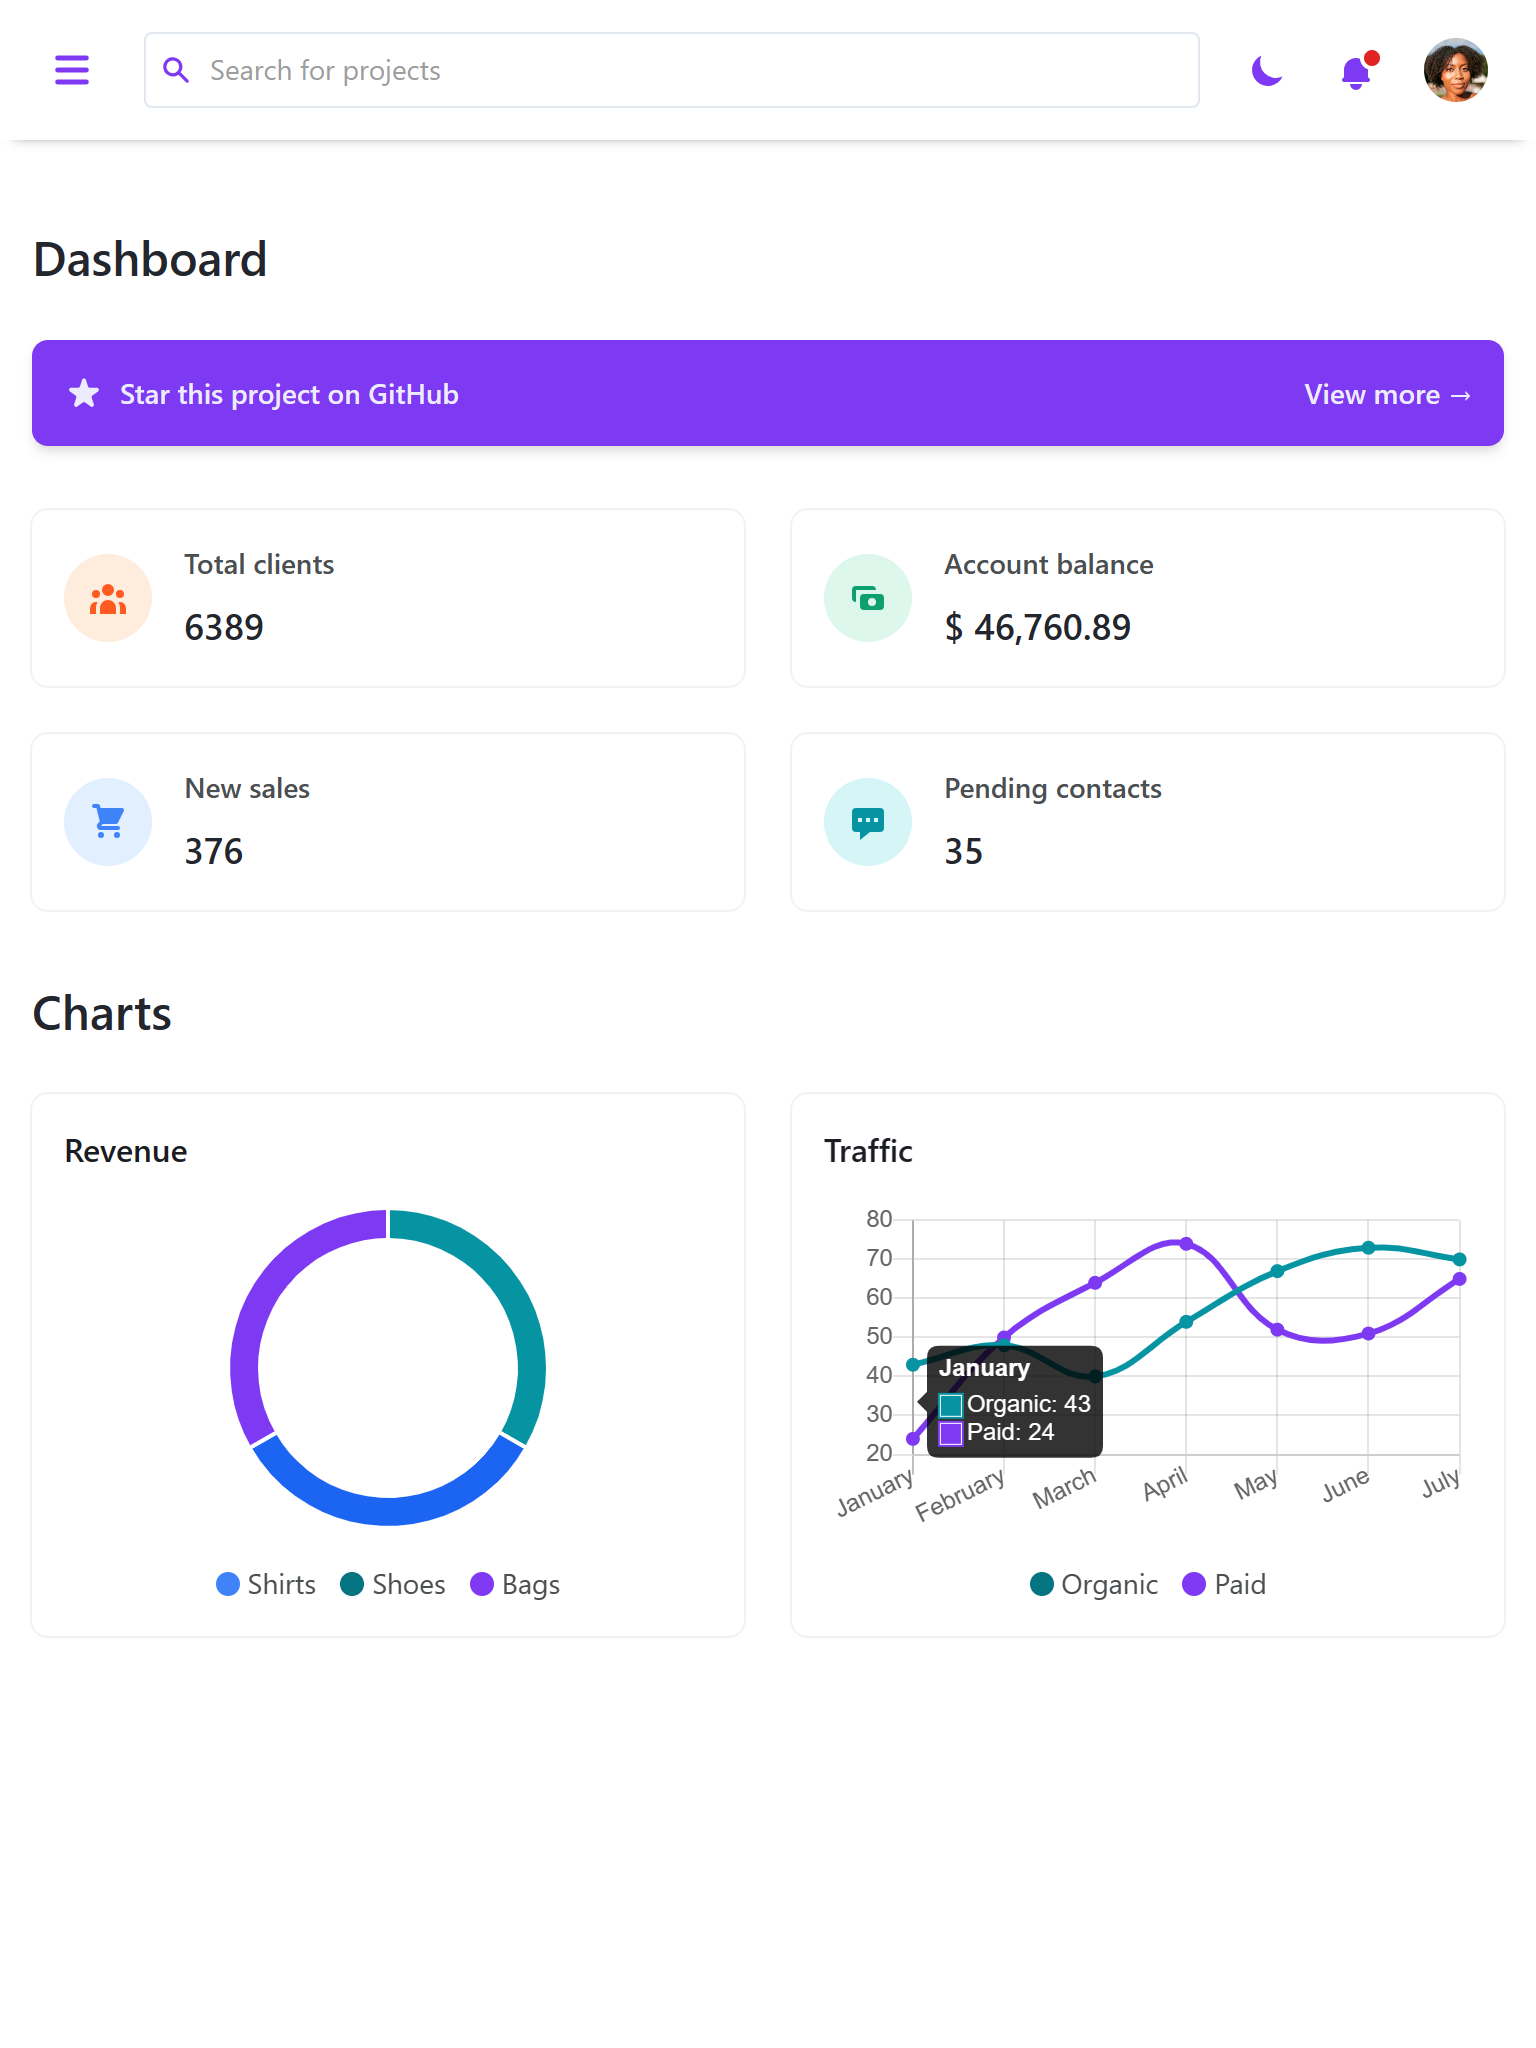 Search for projects
Dashboard
Star this project on GitHub
View more →
Total clients
6389
Account balance
$ 46,760.89
New sales
376
Pending contacts
35
Charts
Revenue
Shirts
Shoes
Bags
Traffic
80
70
60
50
40
30
20
January
Organic: 43
Paid: 24
January
February
March
April
May
June
July
Organic
Paid